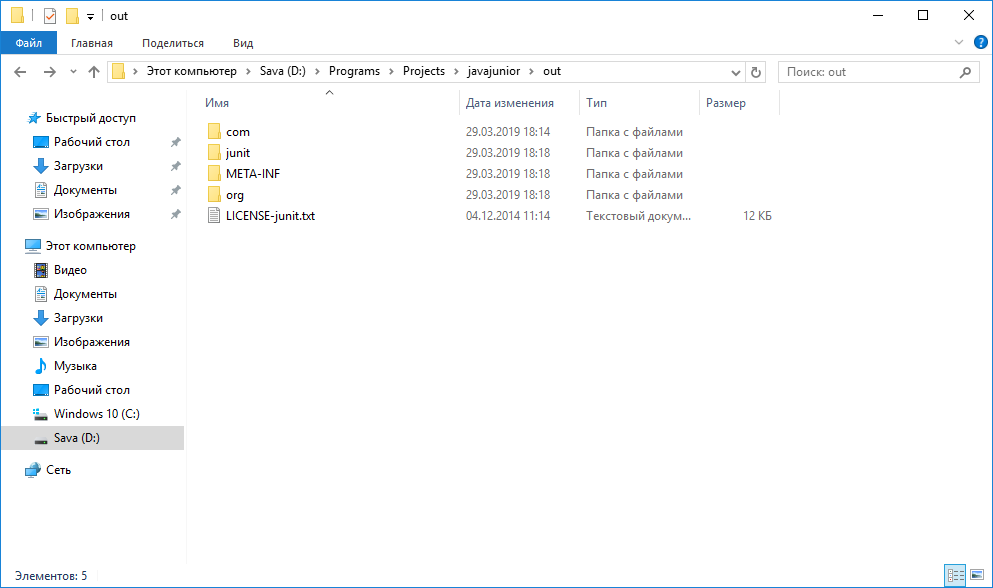 out
Файл Главная Поделиться Вид
Этот компьютер Sava (D:) Programs Projects javajunior out Поиск: out
Быстрый доступ
Рабочий стол
Загрузки
Документы
Изображения
Этот компьютер
Видео
Документы
Загрузки
Изображения
Музыка
Рабочий стол
Windows 10 (C:)
Sava (D:)
Сеть
Имя Дата изменения Тип Размер
com 29.03.2019 18:14 Папка с файлами
junit 29.03.2019 18:18 Папка с файлами
META-INF 29.03.2019 18:18 Папка с файлами
org 29.03.2019 18:18 Папка с файлами
LICENSE-junit.txt 04.12.2014 11:14 Текстовый докум... 12 КБ
Элементов: 5